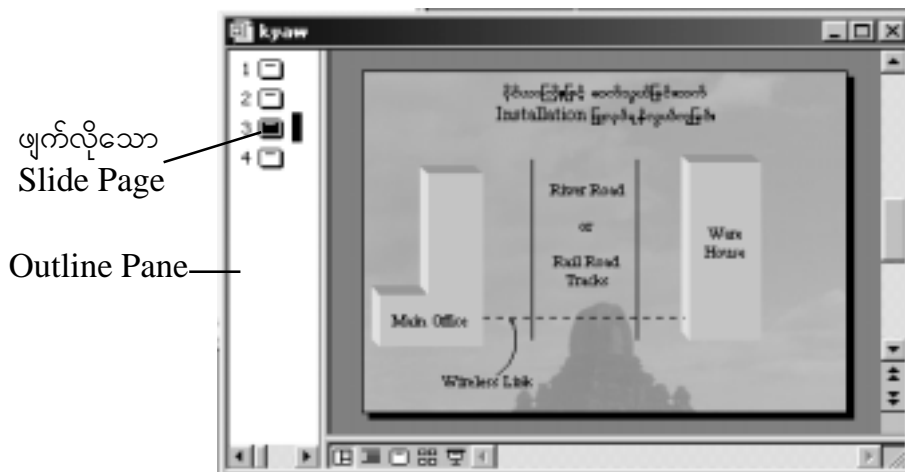 kyaw
1
2
3
4
ဖျက်လိုသော
Slide Page
Outline Pane
Installation
River Road
or
Rail Road
Tracks
Ware
House
Main Office
Wireless Link